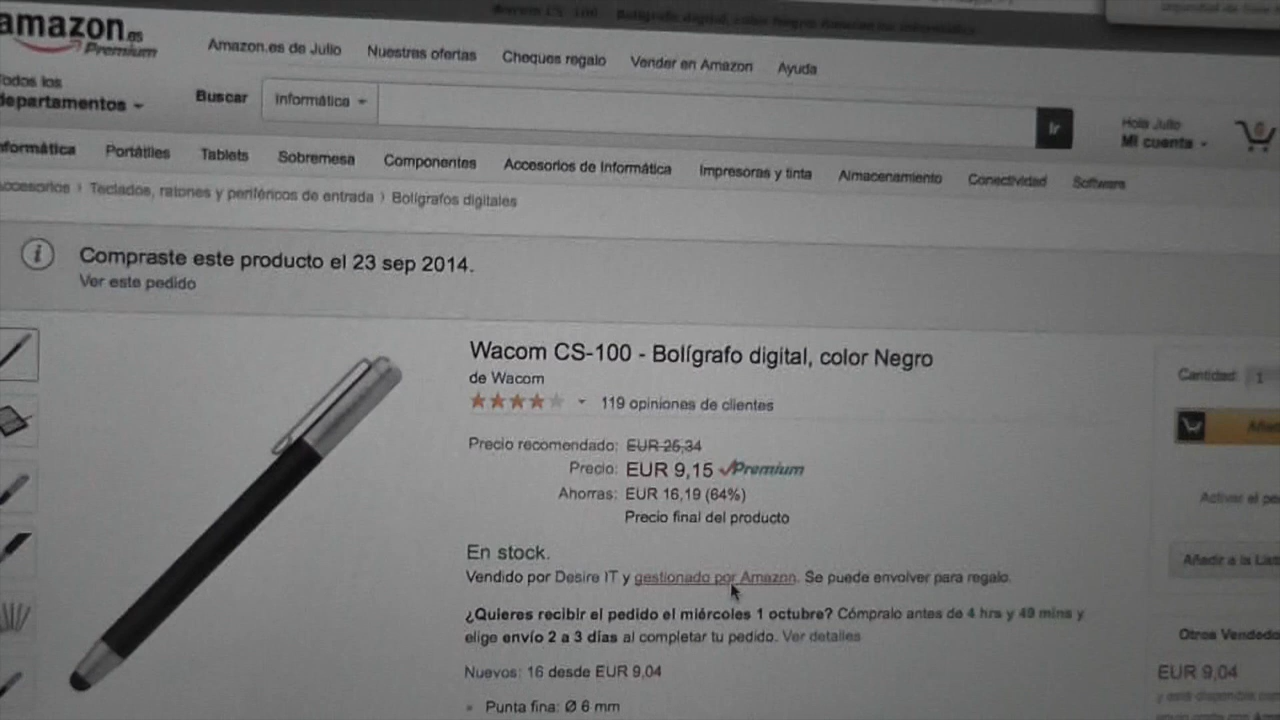 amazon.es
Premium
Amazon.es de Julio Nuestras ofertas Cheques regalo Vender en Amazon Ayuda
Todos los
departamentos
Buscar Informática Ir
Hola Julio
Mi cuenta
0
Informática Portátiles Tablets Sobremesa Componentes Accesorios de Informática Impresoras y tinta Almacenamiento Conectividad Software
Accesorios › Teclados, ratones y periféricos de entrada › Bolígrafos digitales
Compraste este producto el 23 sep 2014.
Ver este pedido
Wacom CS-100 - Bolígrafo digital, color Negro
de Wacom
119 opiniones de clientes
Precio recomendado: EUR 25,34
Precio: EUR 9,15 Premium
Ahorras: EUR 16,19 (64%)
Precio final del producto
En stock.
Vendido por Desire IT y gestionado por Amazon. Se puede envolver para regalo.
¿Quieres recibir el pedido el miércoles 1 octubre? Cómpralo antes de 4 hrs y 49 mins y
elige envío 2 a 3 días al completar tu pedido. Ver detalles
Nuevos: 16 desde EUR 9,04
Punta fina: Ø 6 mm
Cantidad: 1
Activar el
Añadir a la
Otros
EUR 9,04